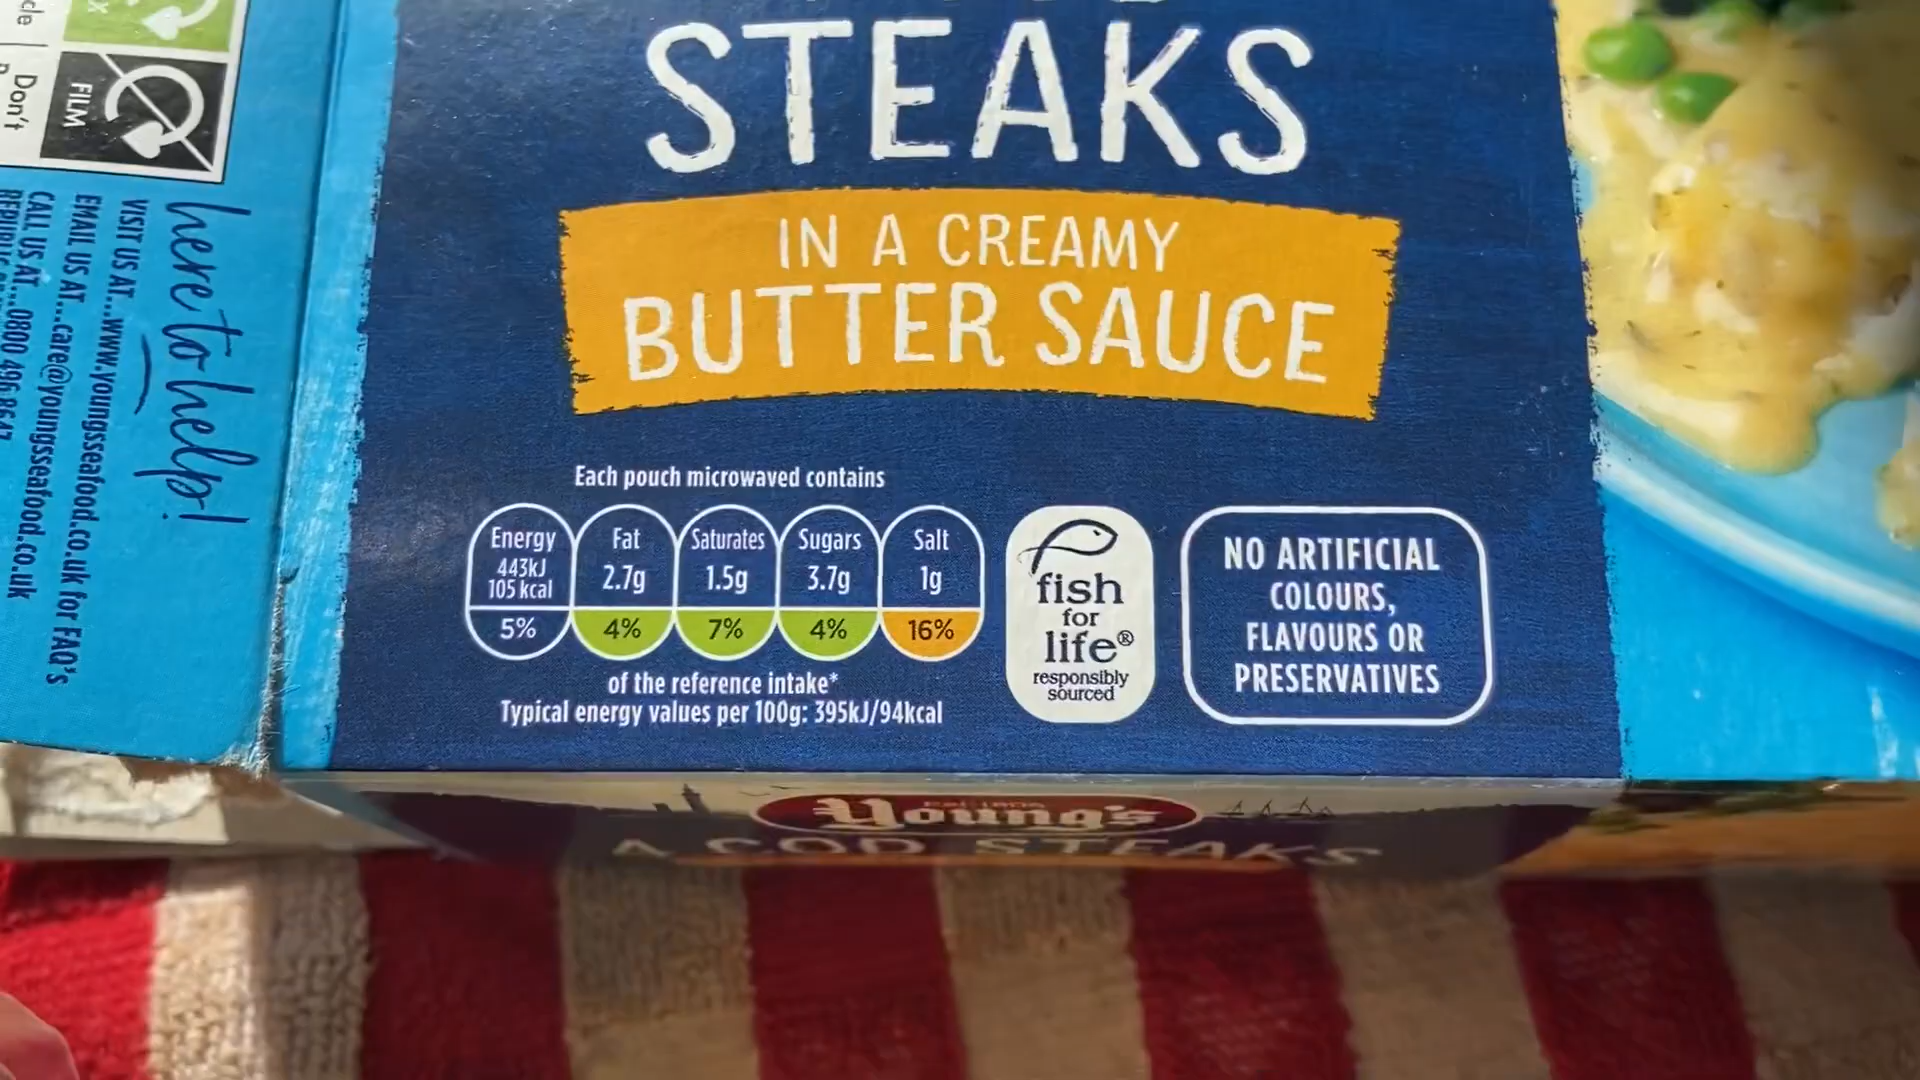 STEAKS
IN A CREAMY
BUTTER SAUCE
Each pouch microwaved contains
Energy
443kJ
105 kcal
5%
Fat
2.7g
4%
Saturates
1.5g
7%
Sugars
3.7g
4%
Salt
1g
16%
of the reference intake*
Typical energy values per 100g: 395kJ/94kcal
fish
for
life®
responsibly
sourced
NO ARTIFICIAL
COLOURS,
FLAVOURS OR
PRESERVATIVES
Young's
4 COD STEAKS
FILM
Don't
here to help!
VISIT US AT...www.youngsseafood.co.uk for FAQ's
EMAIL US AT...care@youngsseafood.co.uk
CALL US AT...0800 496 8647